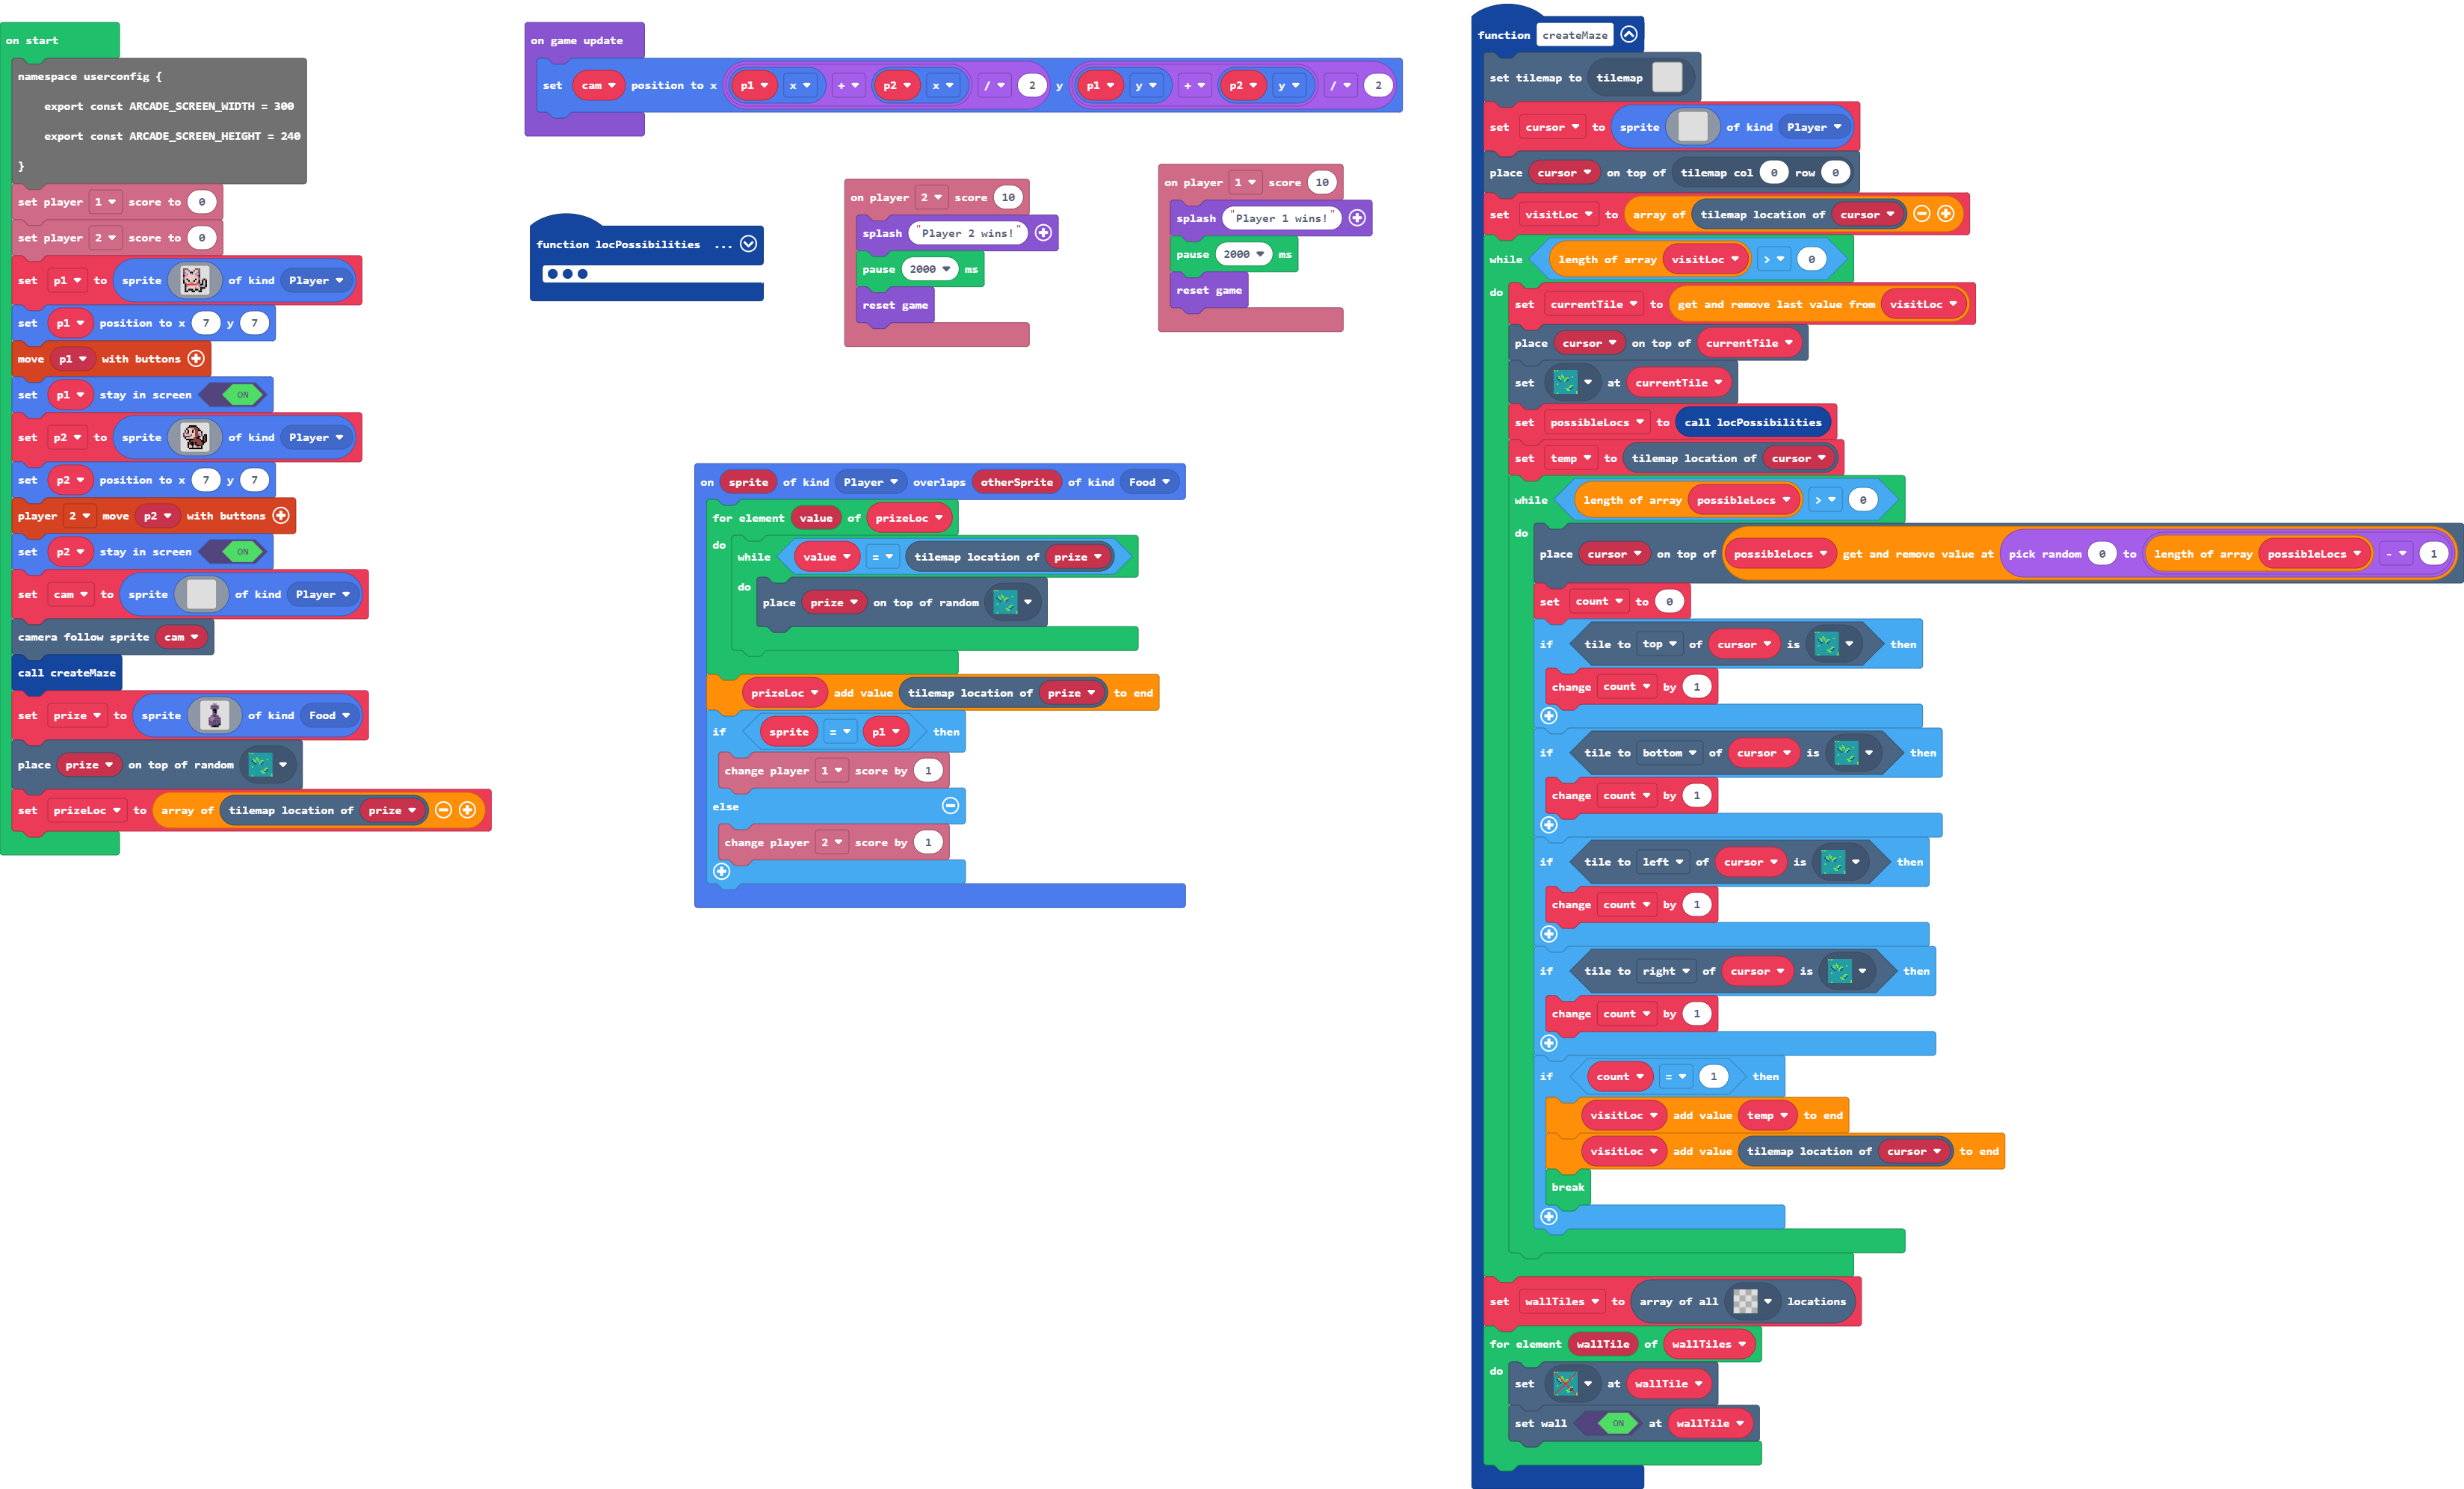 on start
namespace userconfig {
export const ARCADE_SCREEN_WIDTH = 300
export const ARCADE_SCREEN_HEIGHT = 240
}
set player 1 score to 0
set player 2 score to 0
set p1 to sprite of kind Player
set p1 position to x 7 y 7
move p1 with buttons
set p1 stay in screen ON
set p2 to sprite of kind Player
set p2 position to x 7 y 7
player 2 move p2 with buttons
set p2 stay in screen ON
set cam to sprite of kind Player
camera follow sprite cam
call createMaze
set prize to sprite of kind Food
place prize on top of random
set prizeLoc to array of tilemap location of prize
on game update
set cam position to x p1 x + p2 x / 2 y p1 y + p2 y / 2
function locPossibilities ...
on player 2 score 10
splash "Player 2 wins!"
pause 2000 ms
reset game
on player 1 score 10
splash "Player 1 wins!"
pause 2000 ms
reset game
on sprite of kind Player overlaps otherSprite of kind Food
for element value of prizeLoc
do
while value = tilemap location of prize
do
place prize on top of random
prizeLoc add value tilemap location of prize to end
if sprite = p1 then
change player 1 score by 1
else
change player 2 score by 1
function createMaze
set tilemap to tilemap
set cursor to sprite of kind Player
place cursor on top of tilemap col 0 row 0
set visitLoc to array of tilemap location of cursor
while length of array visitLoc > 0
do
set currentTile to get and remove last value from visitLoc
place cursor on top of currentTile
set at currentTile
set possibleLocs to call locPossibilities
set temp to tilemap location of cursor
while length of array possibleLocs > 0
do
place cursor on top of possibleLocs get and remove value at pick random 0 to length of array possibleLocs - 1
set count to 0
if tile to top of cursor is then
change count by 1
if tile to bottom of cursor is then
change count by 1
if tile to left of cursor is then
change count by 1
if tile to right of cursor is then
change count by 1
if count = 1 then
visitLoc add value temp to end
visitLoc add value tilemap location of cursor to end
break
set wallTiles to array of all locations
for element wallTile of wallTiles
do
set at wallTile
set wall ON at wallTile